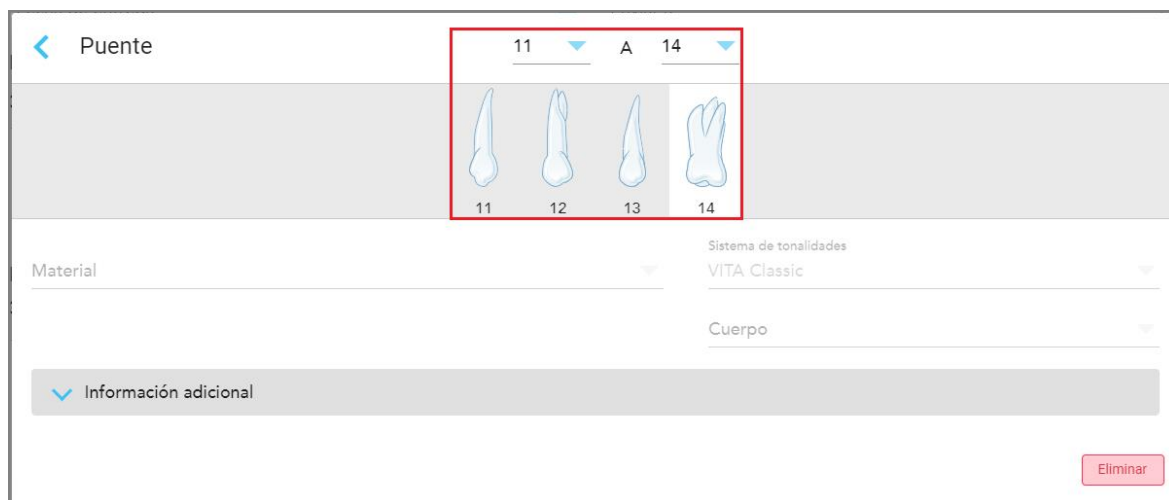 Puente
11 A 14
11 12 13 14
Sistema de tonalidades
Material
VITA Classic
Cuerpo
Información adicional
Eliminar